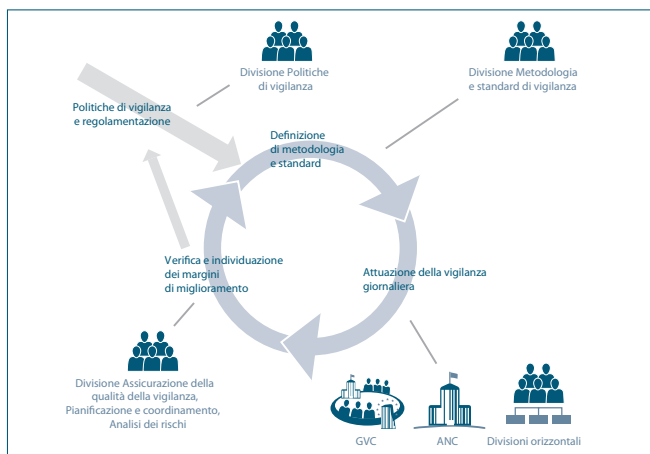 Divisione Politiche
di vigilanza
Divisione Metodologia
e standard di vigilanza
Politiche di vigilanza
e regolamentazione
Definizione
di metodologia
e standard
Verifica e individuazione
dei margini
di miglioramento
Attuazione della vigilanza
giornaliera
Divisione Assicurazione della
qualità della vigilanza,
Pianificazione e coordinamento,
Analisi dei rischi
GVC
ANC
Divisioni orizzontali